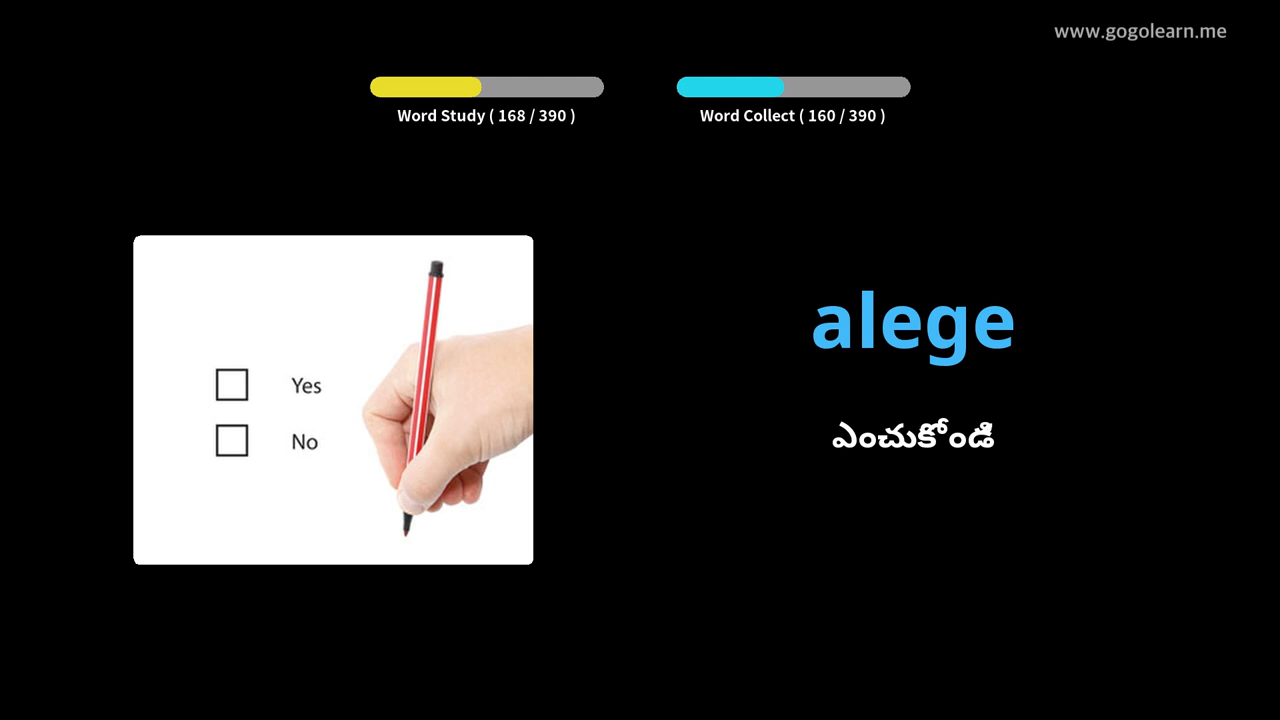 www.gogolearn.me
Word Study ( 168 / 390 )
Word Collect ( 160 / 390 )
Yes
No
alege
ఎంచుకోండి